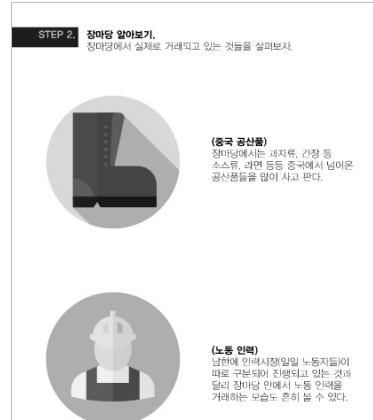 STEP 2. 장마당 알아보기.
장마당에서 실제로 거래되고 있는 것들을 살펴보자.
(중국 공산품)
장마당에서는 과자류, 간장 등
소스류, 라면 등등 중국에서 넘어온
공산품들을 많이 사고 판다.
(노동 인력)
남한에 인력시장(일일 노동자들)이
따로 구분되어 진행되고 있는 것과
달리 장마당 안에서 노동 인력을
거래하는 모습도 흔히 볼 수 있다.